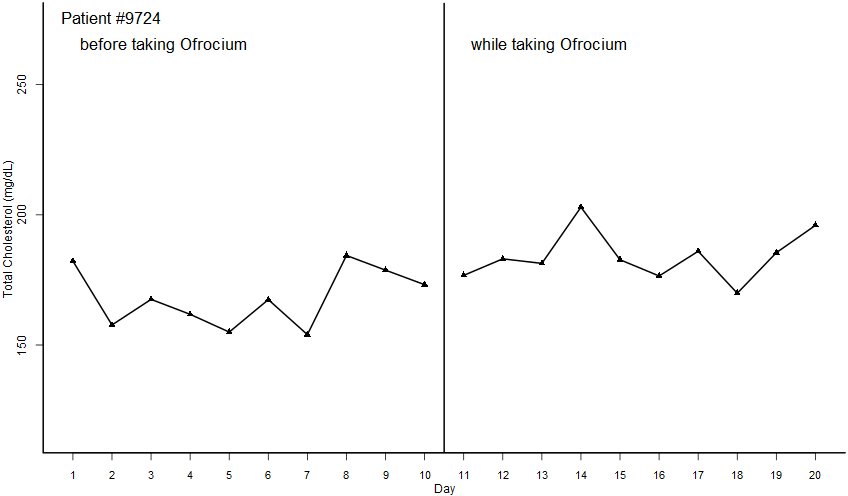 Patient #9724
before taking Ofrocium
while taking Ofrocium
Total Cholesterol (mg/dL)
250
200
150
1 2 3 4 5 6 7 8 9 10 11 12 13 14 15 16 17 18 19 20
Day